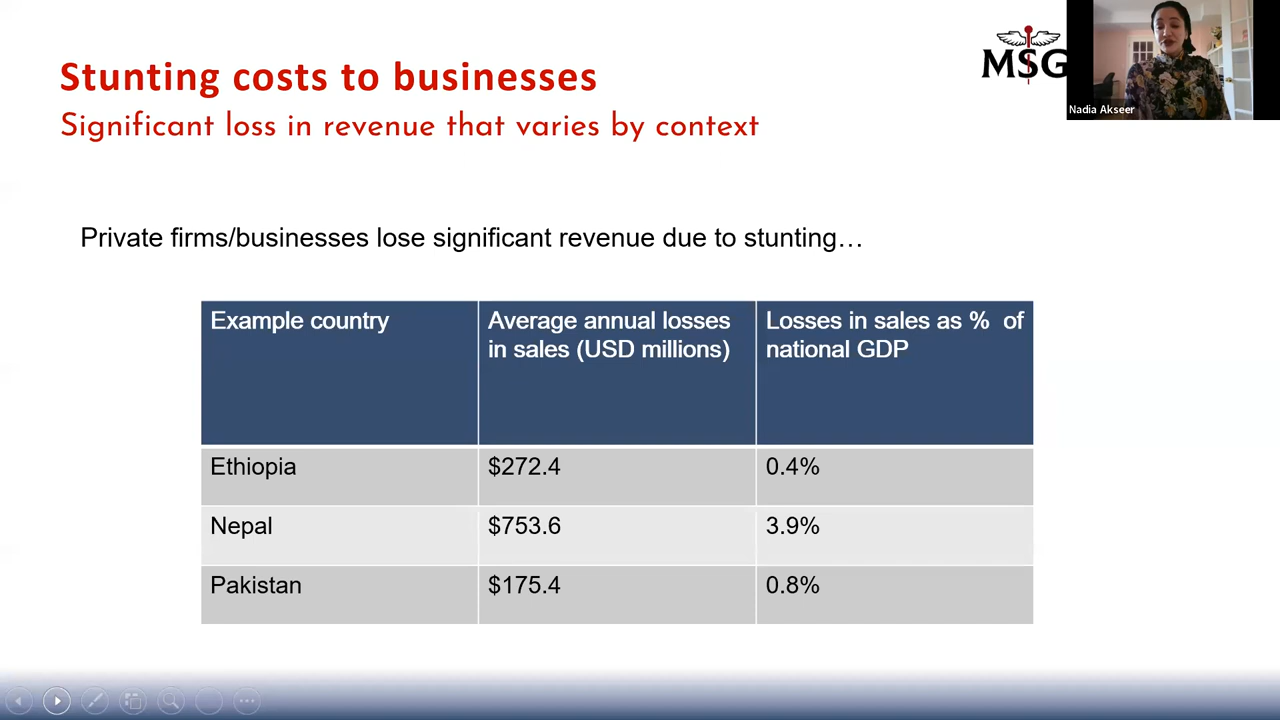 Stunting costs to businesses
Significant loss in revenue that varies by context
MSG
Nadia Akseer
Private firms/businesses lose significant revenue due to stunting…
Example country
Average annual losses
in sales (USD millions)
Losses in sales as % of
national GDP
Ethiopia
$272.4
0.4%
Nepal
$753.6
3.9%
Pakistan
$175.4
0.8%